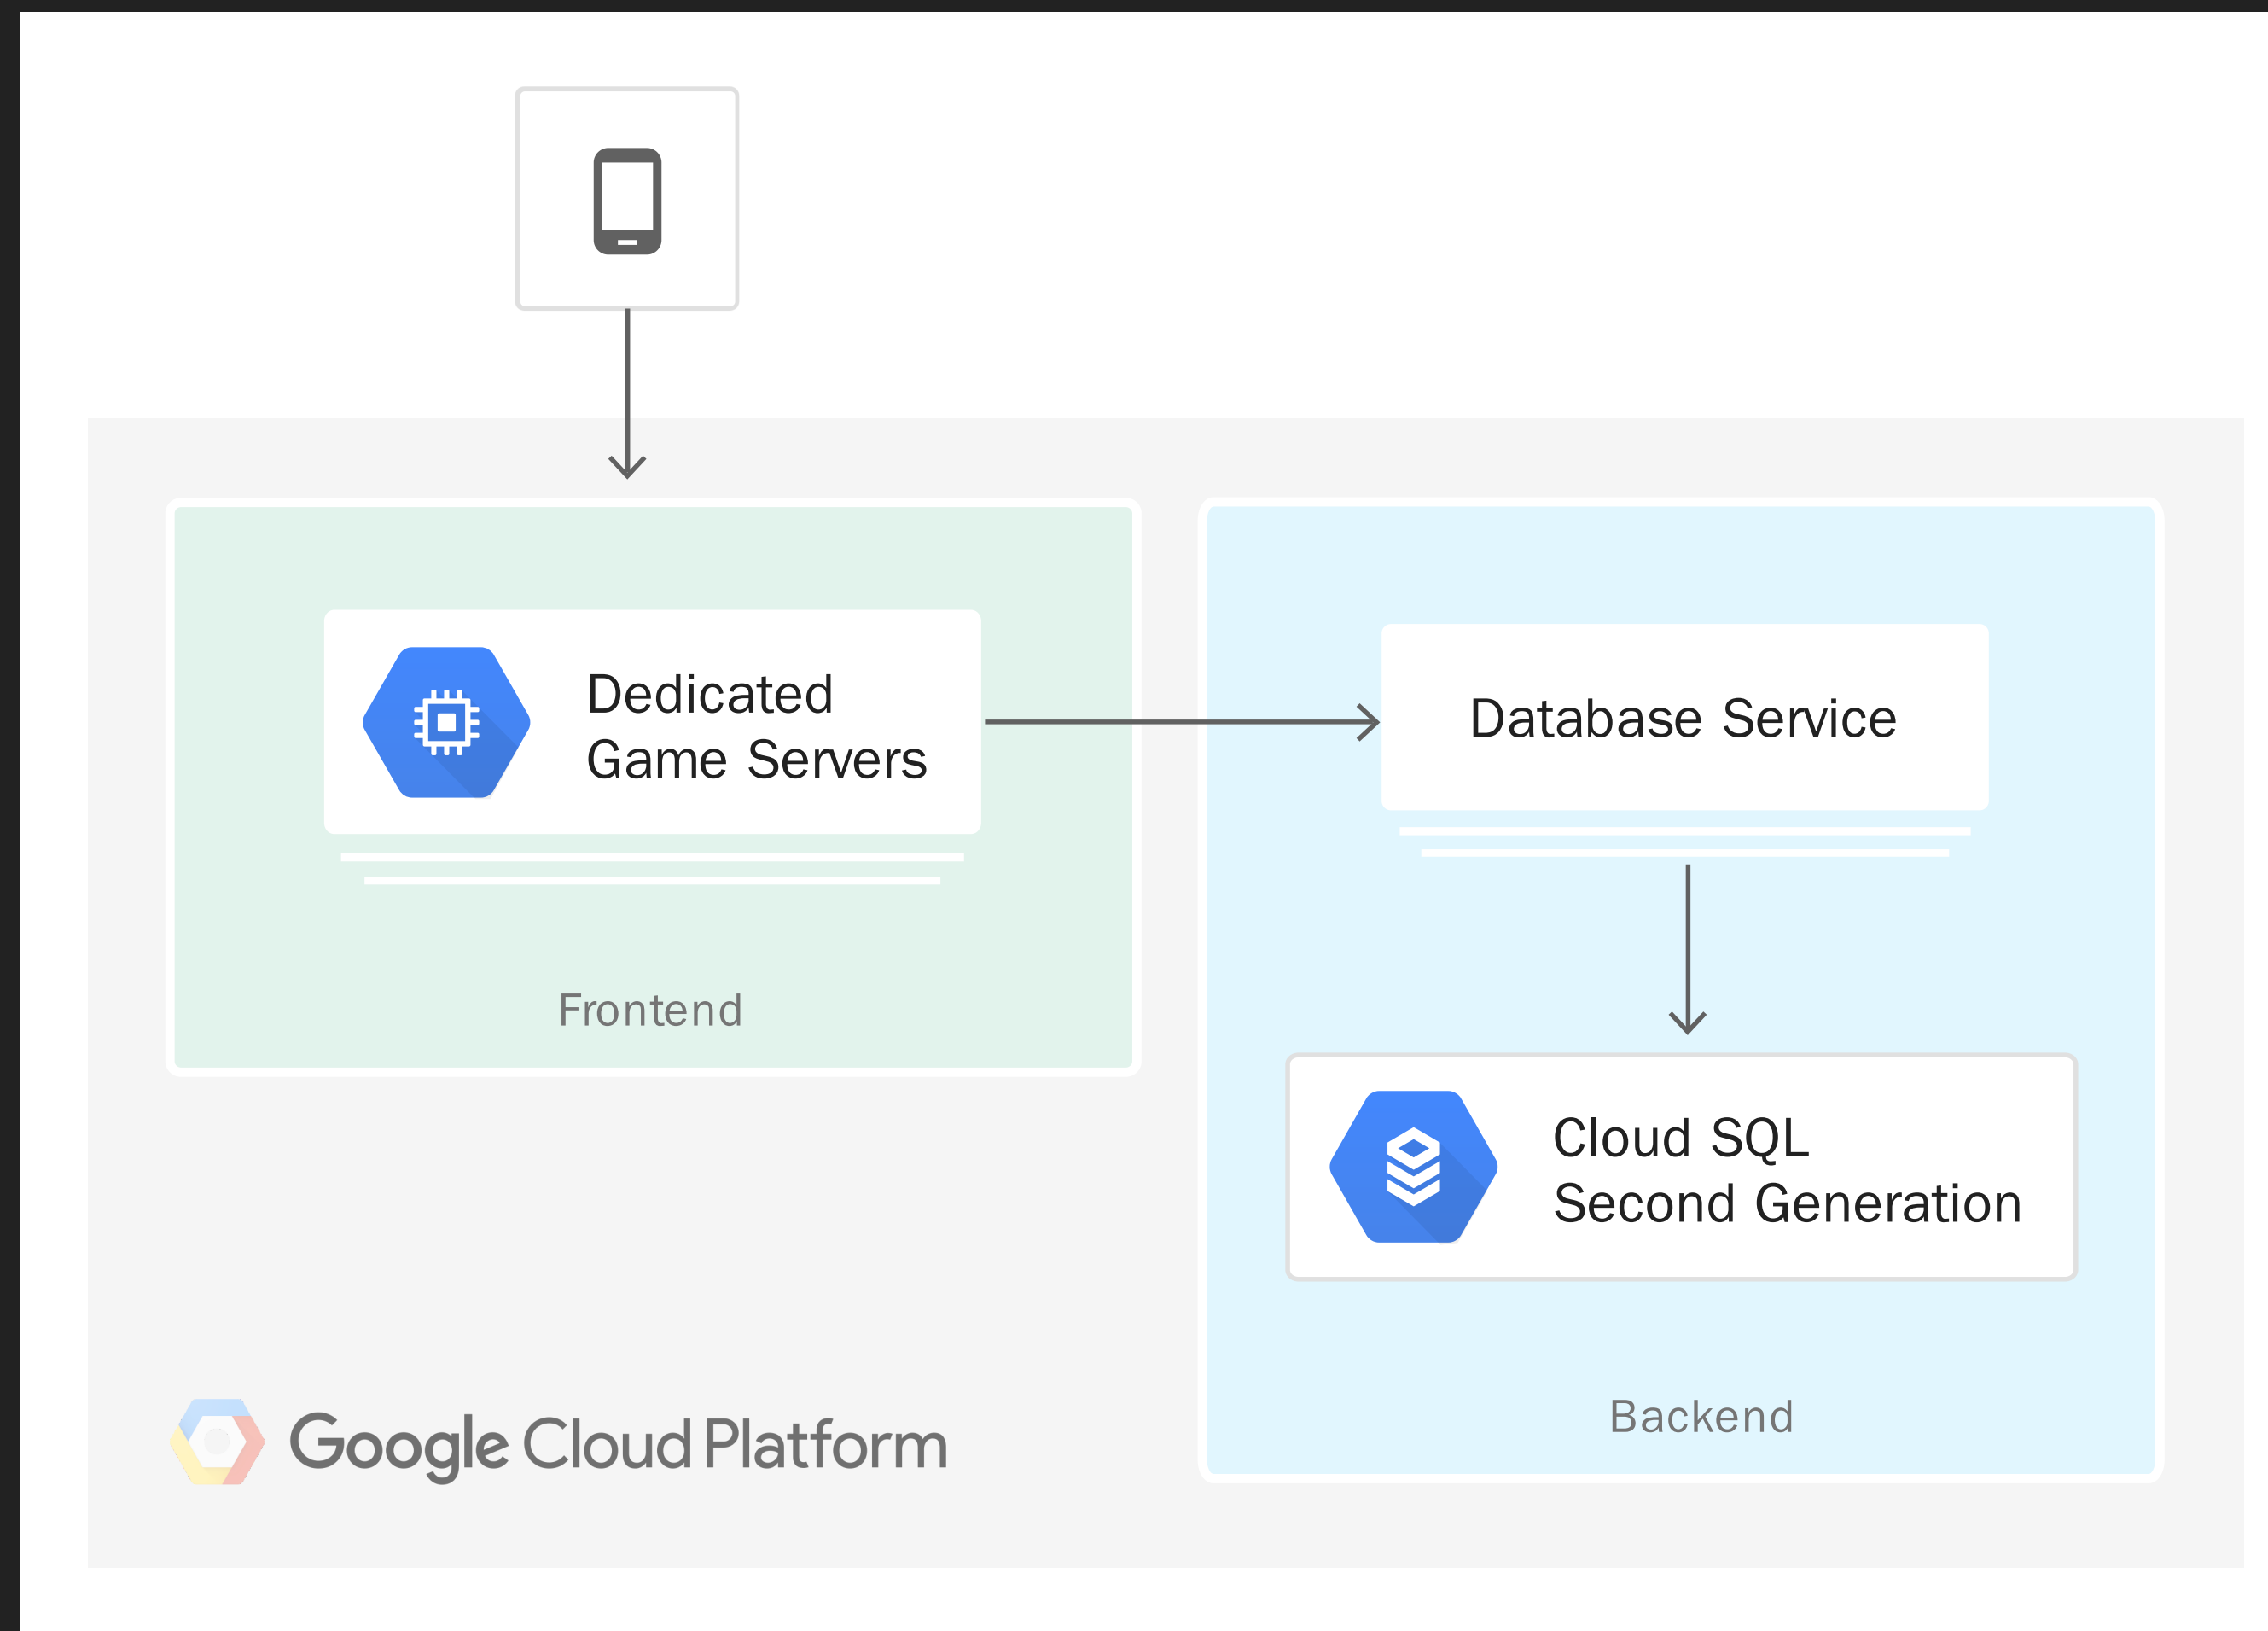 Dedicated
Game Servers
Database Service
Frontend
Cloud SQL
Second Generation
Backend
Google Cloud Platform